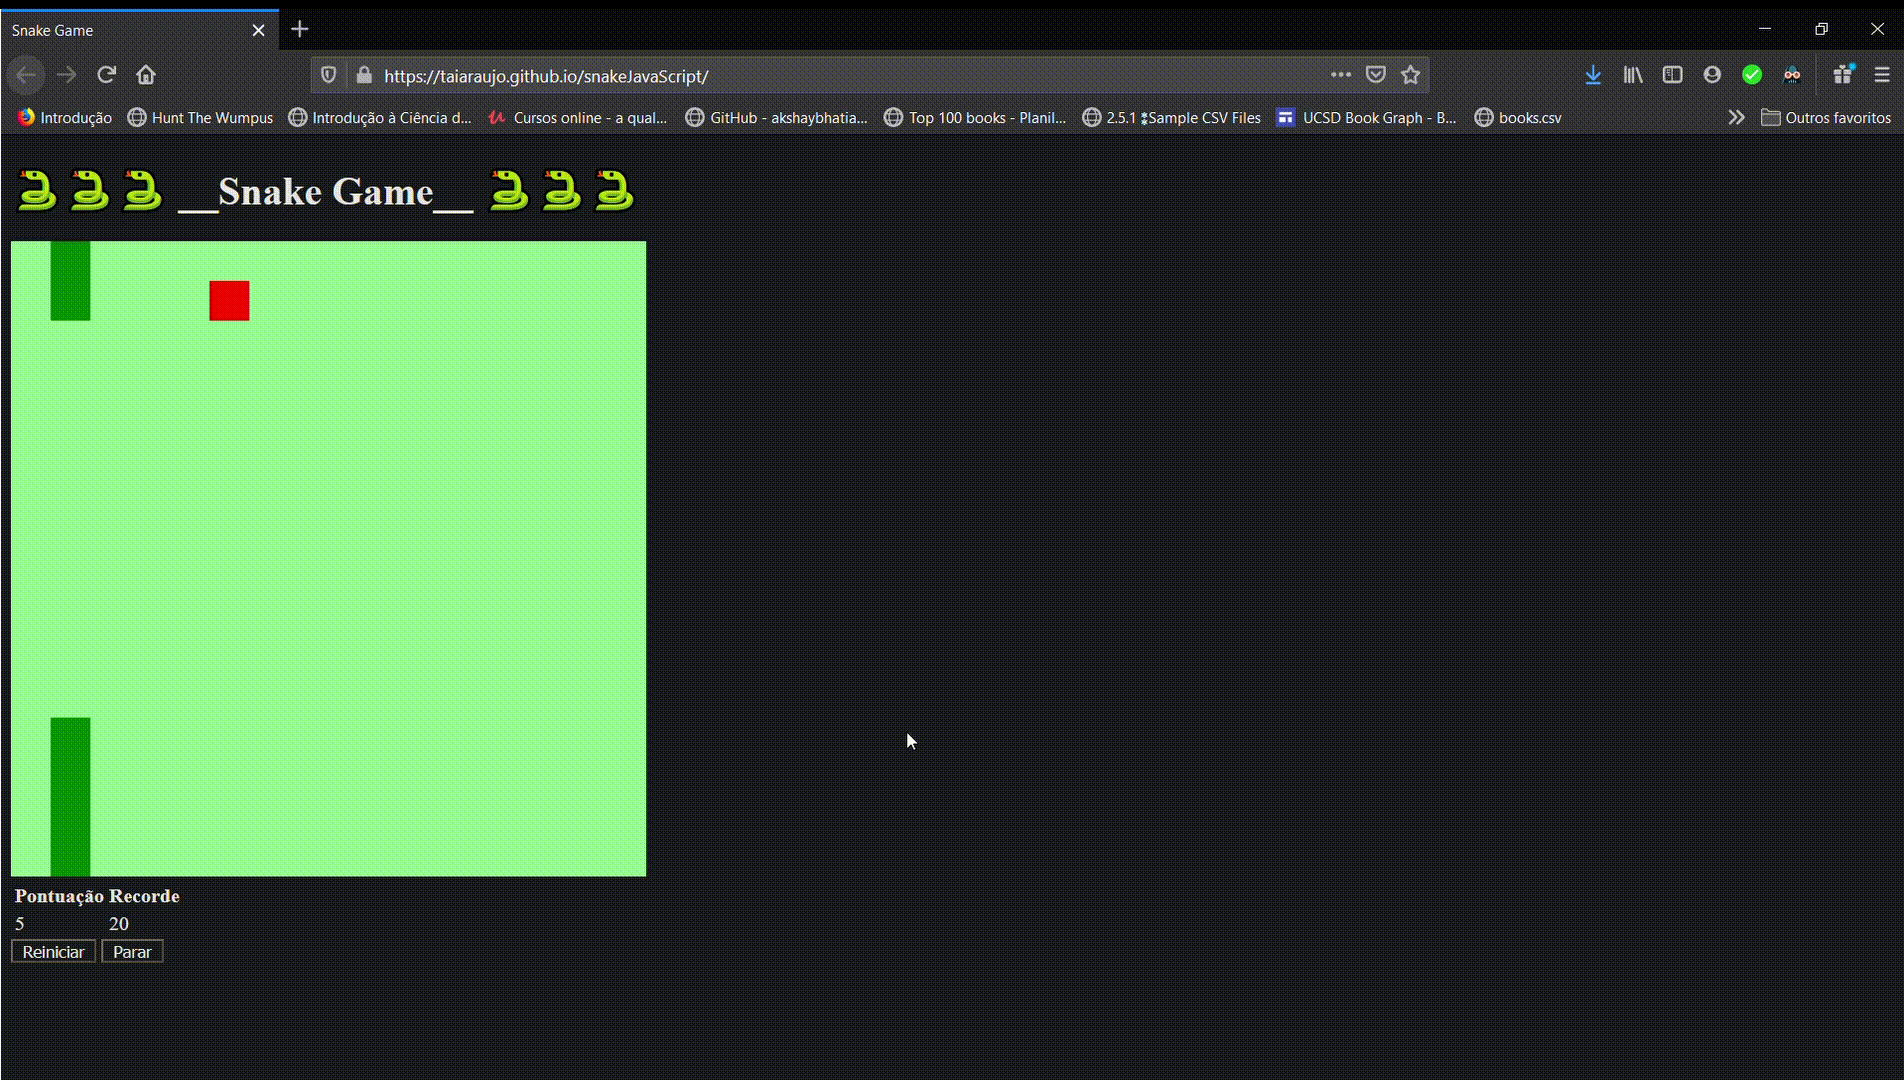 Snake Game
https://taiaraujo.github.io/snakeJavaScript/
Introdução Hunt The Wumpus Introdução à Ciência d... Cursos online - a qual... GitHub - akshaybhatia... Top 100 books - Planil... 2.5.1 Sample CSV Files UCSD Book Graph - B... books.csv Outros favoritos
__Snake Game__
Pontuação Recorde
5 20
Reiniciar Parar